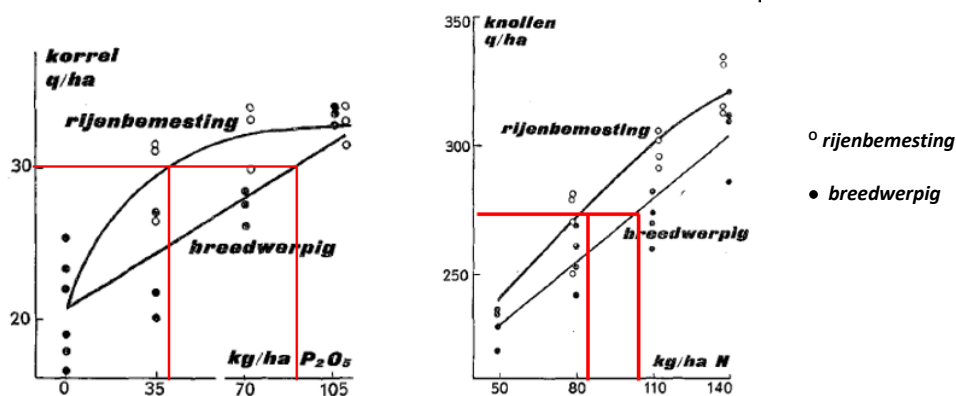 korrel
q/ha
rijenbemesting
30
breedwerpig
20
kg/ha P₂O₅
0 35 70 105
350
knollen
q/ha
rijenbemesting
300
breedwerpig
250
kg/ha N
50 80 110 140
rijenbemesting
breedwerpig